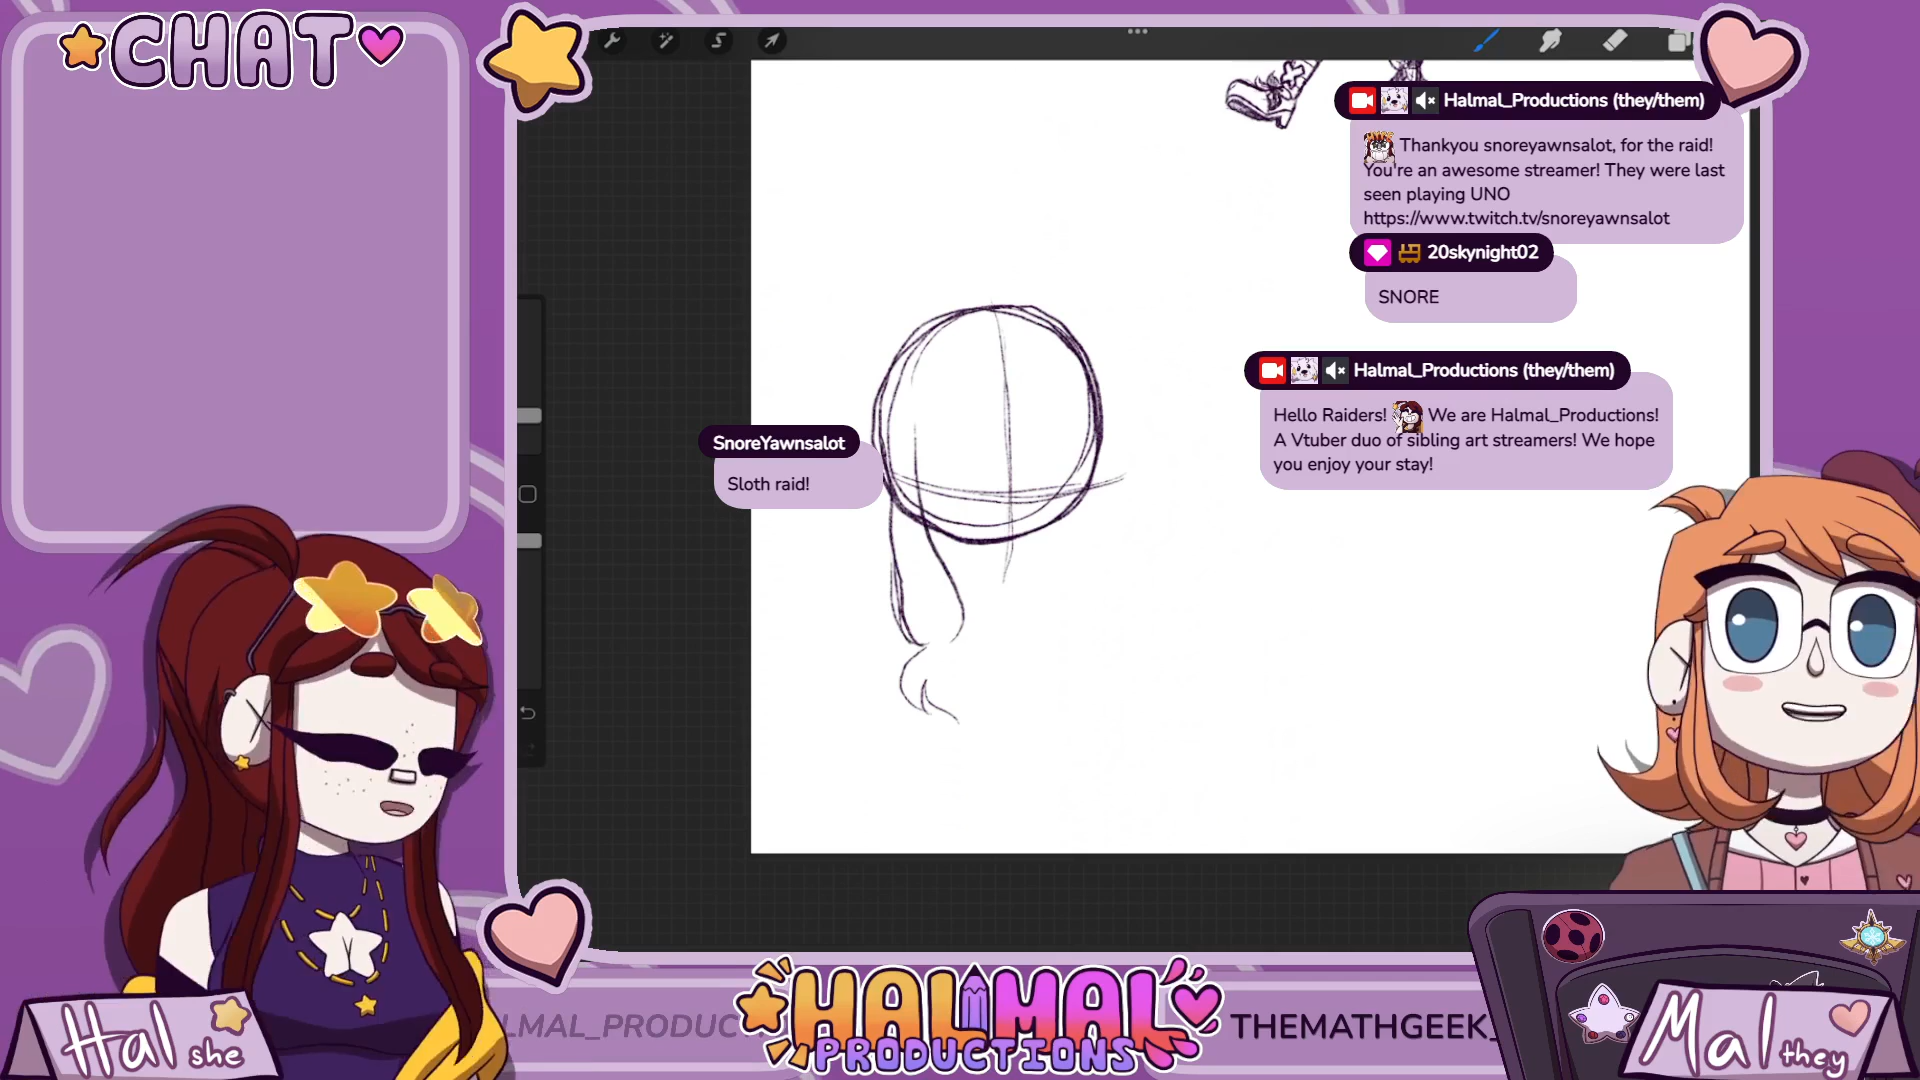 CHAT
Halmal_Productions (they/them)
Thankyou snoreyawnsalot, for the raid!
You're an awesome streamer! They were last
seen playing UNO
https://www.twitch.tv/snoreyawnsalot
20skynight02
SNORE
Halmal_Productions (they/them)
Hello Raiders! We are Halmal_Productions!
A Vtuber duo of sibling art streamers! We hope
you enjoy your stay!
SnoreYawnsalot
Sloth raid!
Hal she
LMAL_PRODUC
HALMAL
PRODUCTIONS
THEMATHGEEK_
Mal they